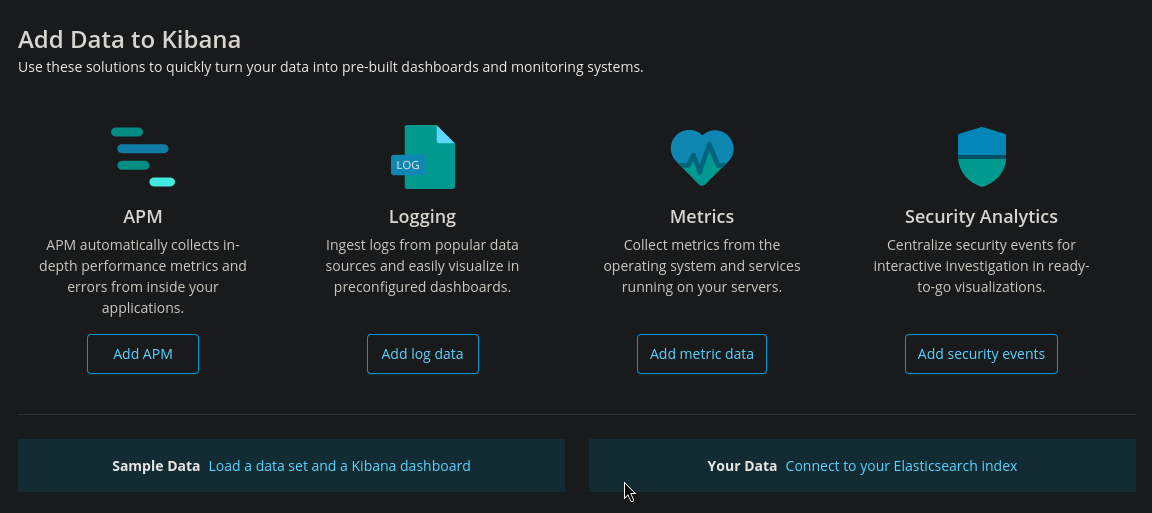 Add Data to Kibana
Use these solutions to quickly turn your data into pre-built dashboards and monitoring systems.
APM
APM automatically collects in-
depth performance metrics and
errors from inside your
applications.
Add APM
LOG
Logging
Ingest logs from popular data
sources and easily visualize in
preconfigured dashboards.
Add log data
Metrics
Collect metrics from the
operating system and services
running on your servers.
Add metric data
Security Analytics
Centralize security events for
interactive investigation in ready-
to-go visualizations.
Add security events
Sample Data Load a data set and a Kibana dashboard
Your Data Connect to your Elasticsearch index